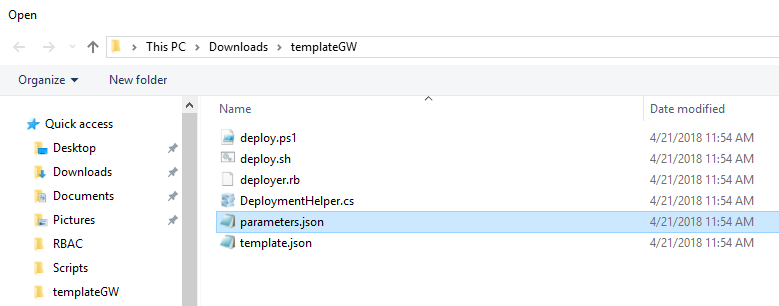 Open
This PC > Downloads > templateGW
Organize New folder
Quick access
Desktop
Downloads
Documents
Pictures
RBAC
Scripts
templateGW
Name Date modified
deploy.ps1 4/21/2018 11:54 AM
deploy.sh 4/21/2018 11:54 AM
deployer.rb 4/21/2018 11:54 AM
DeploymentHelper.cs 4/21/2018 11:54 AM
parameters.json 4/21/2018 11:54 AM
template.json 4/21/2018 11:54 AM